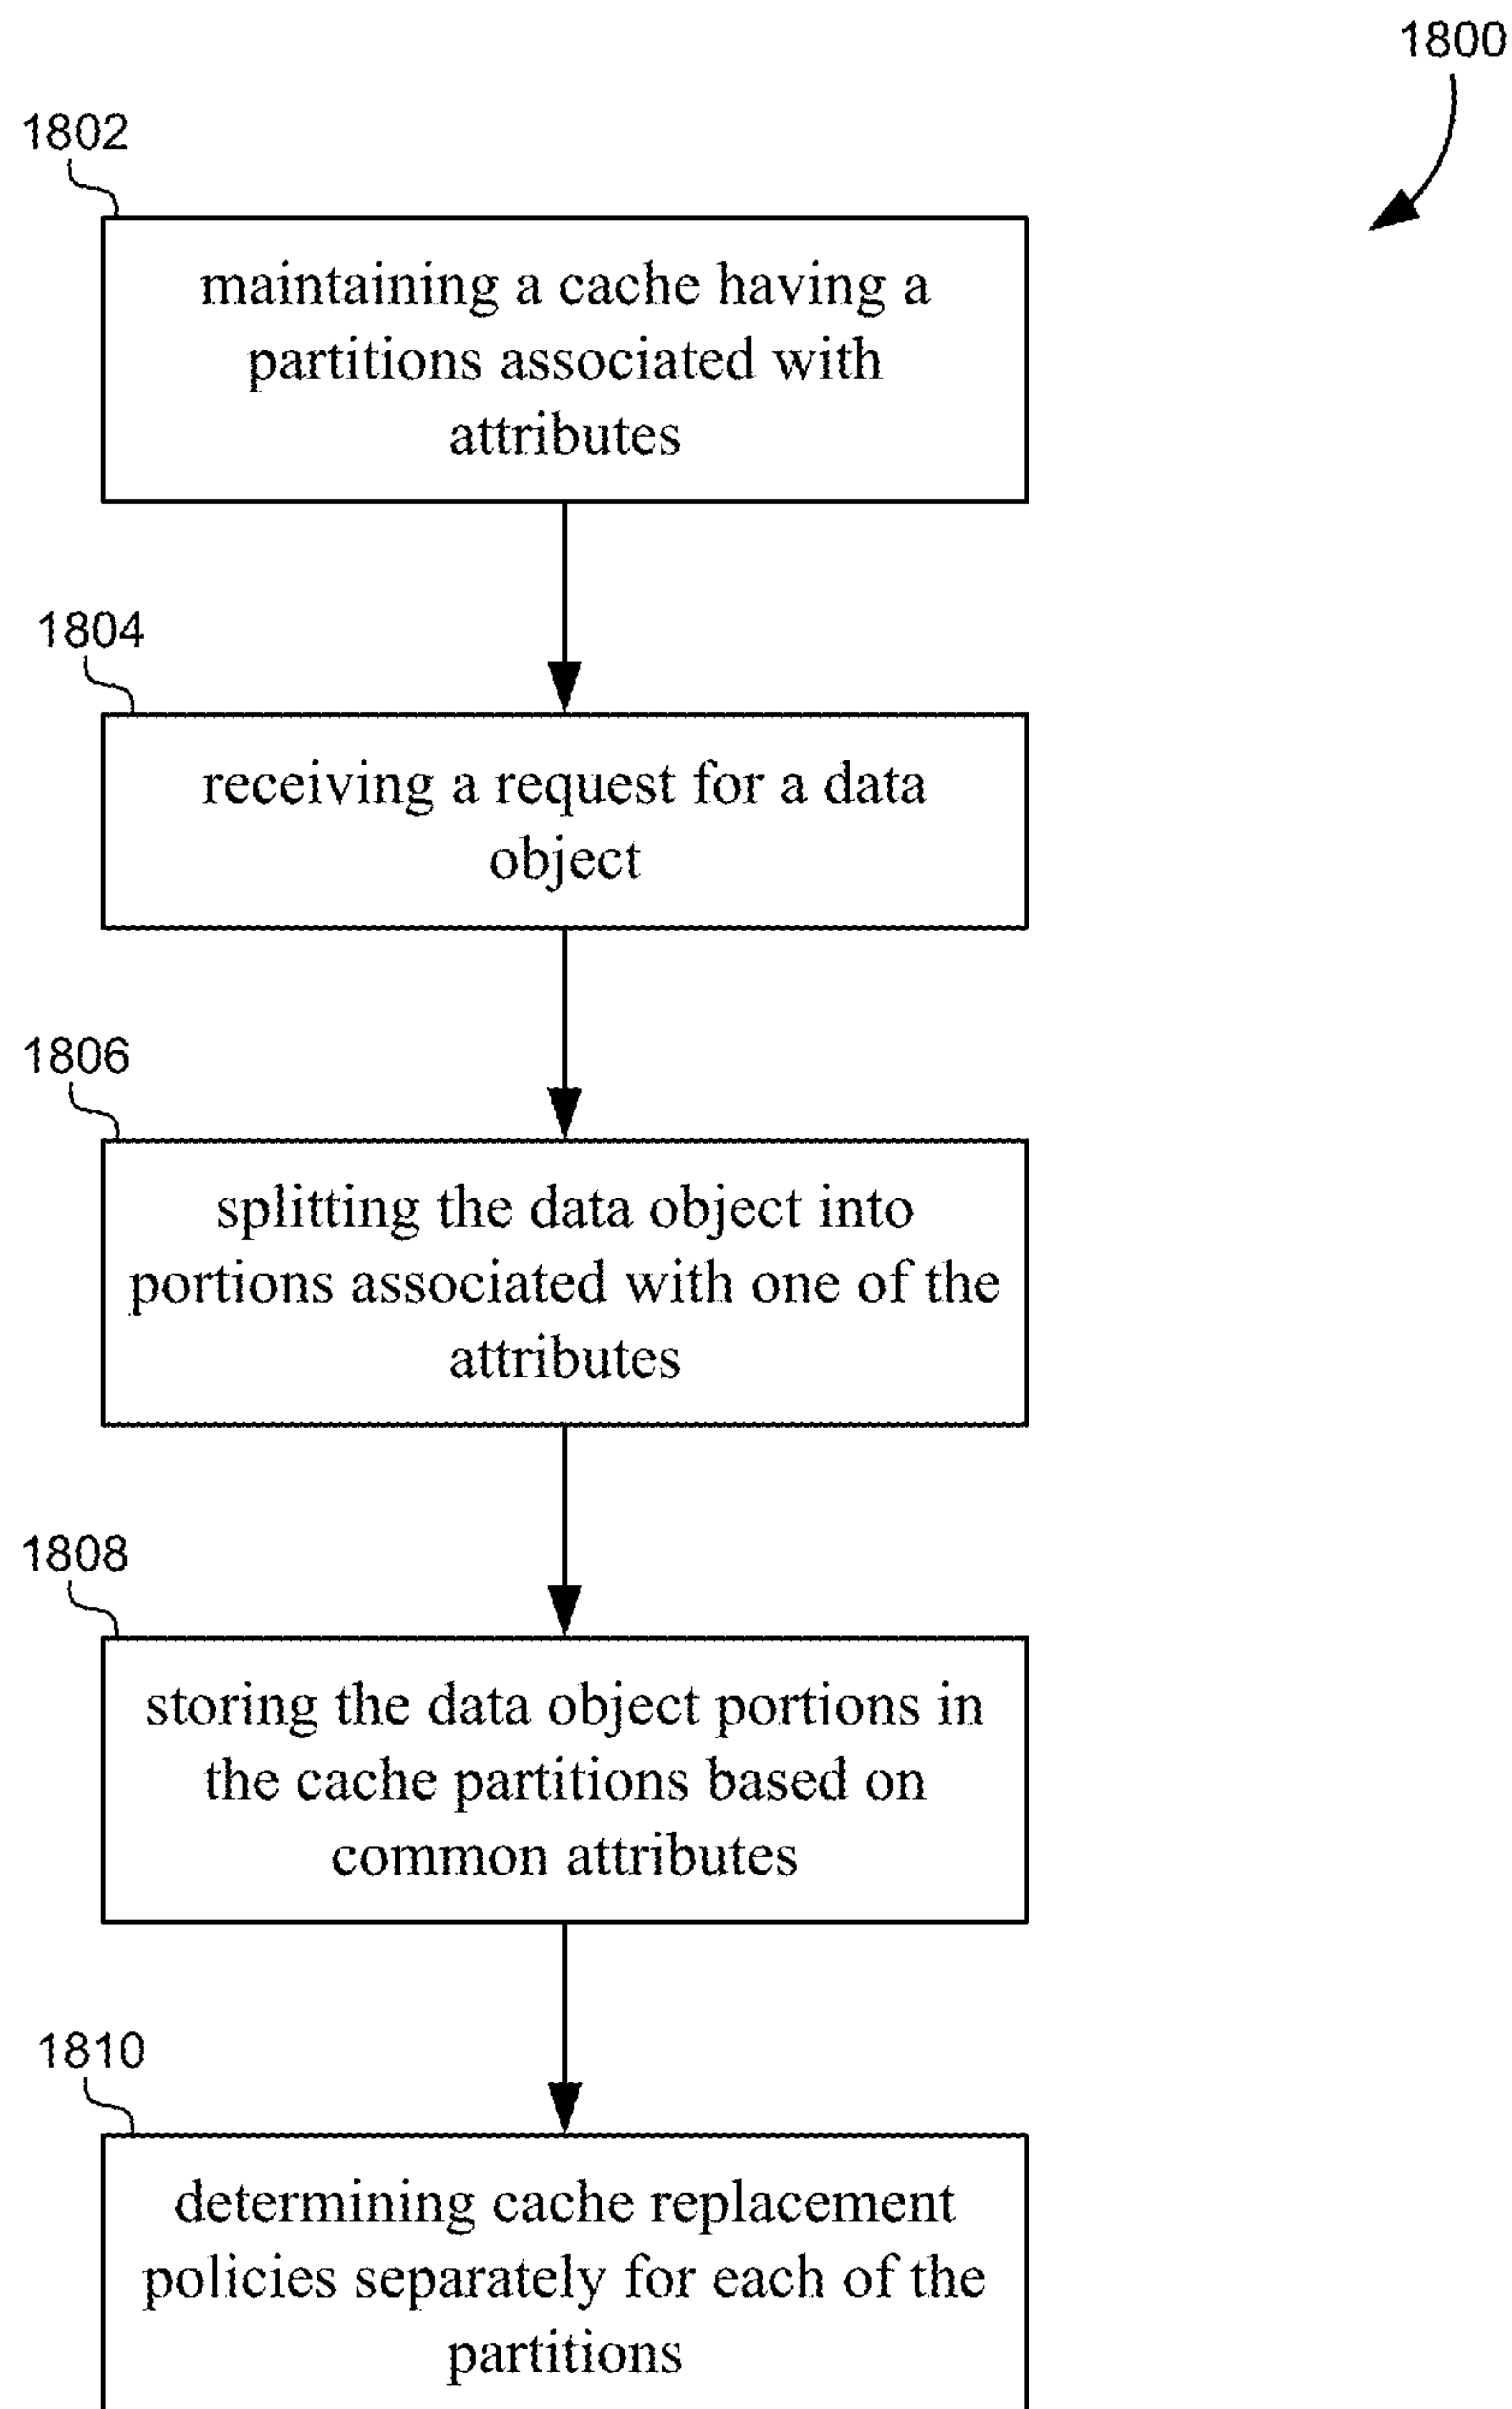 1800
1802
maintaining a cache having a
partitions associated with
attributes
1804
receiving a request for a data
object
1806
splitting the data object into
portions associated with one of the
attributes
1808
storing the data object portions in
the cache partitions based on
common attributes
1810
determining cache replacement
policies separately for each of the
partitions